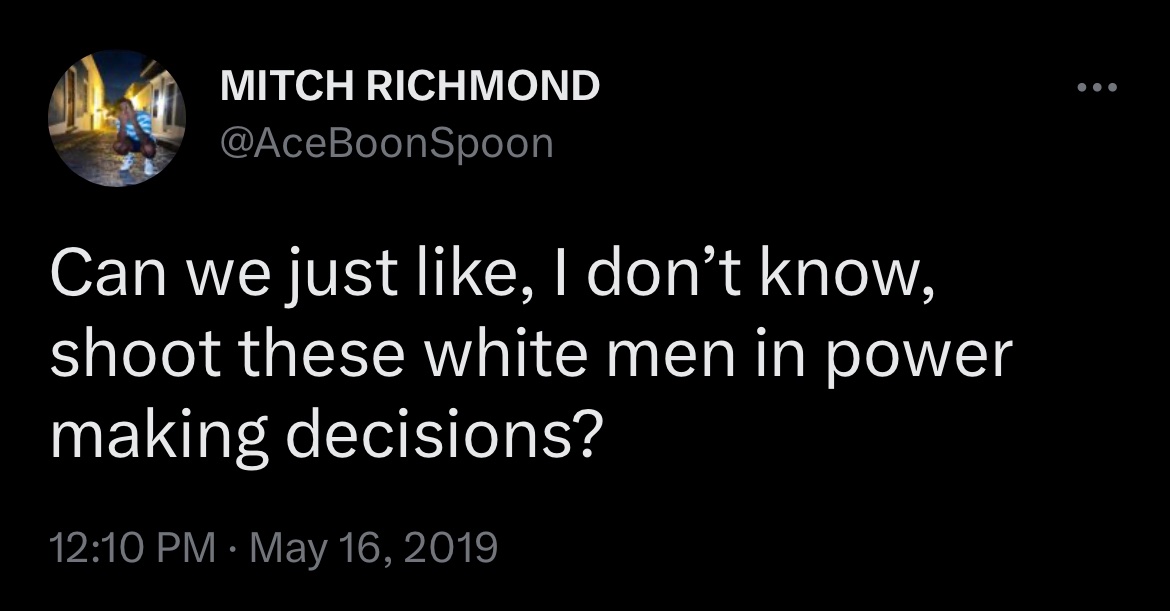 MITCH RICHMOND
@AceBoonSpoon
Can we just like, I don’t know,
shoot these white men in power
making decisions?
12:10 PM · May 16, 2019